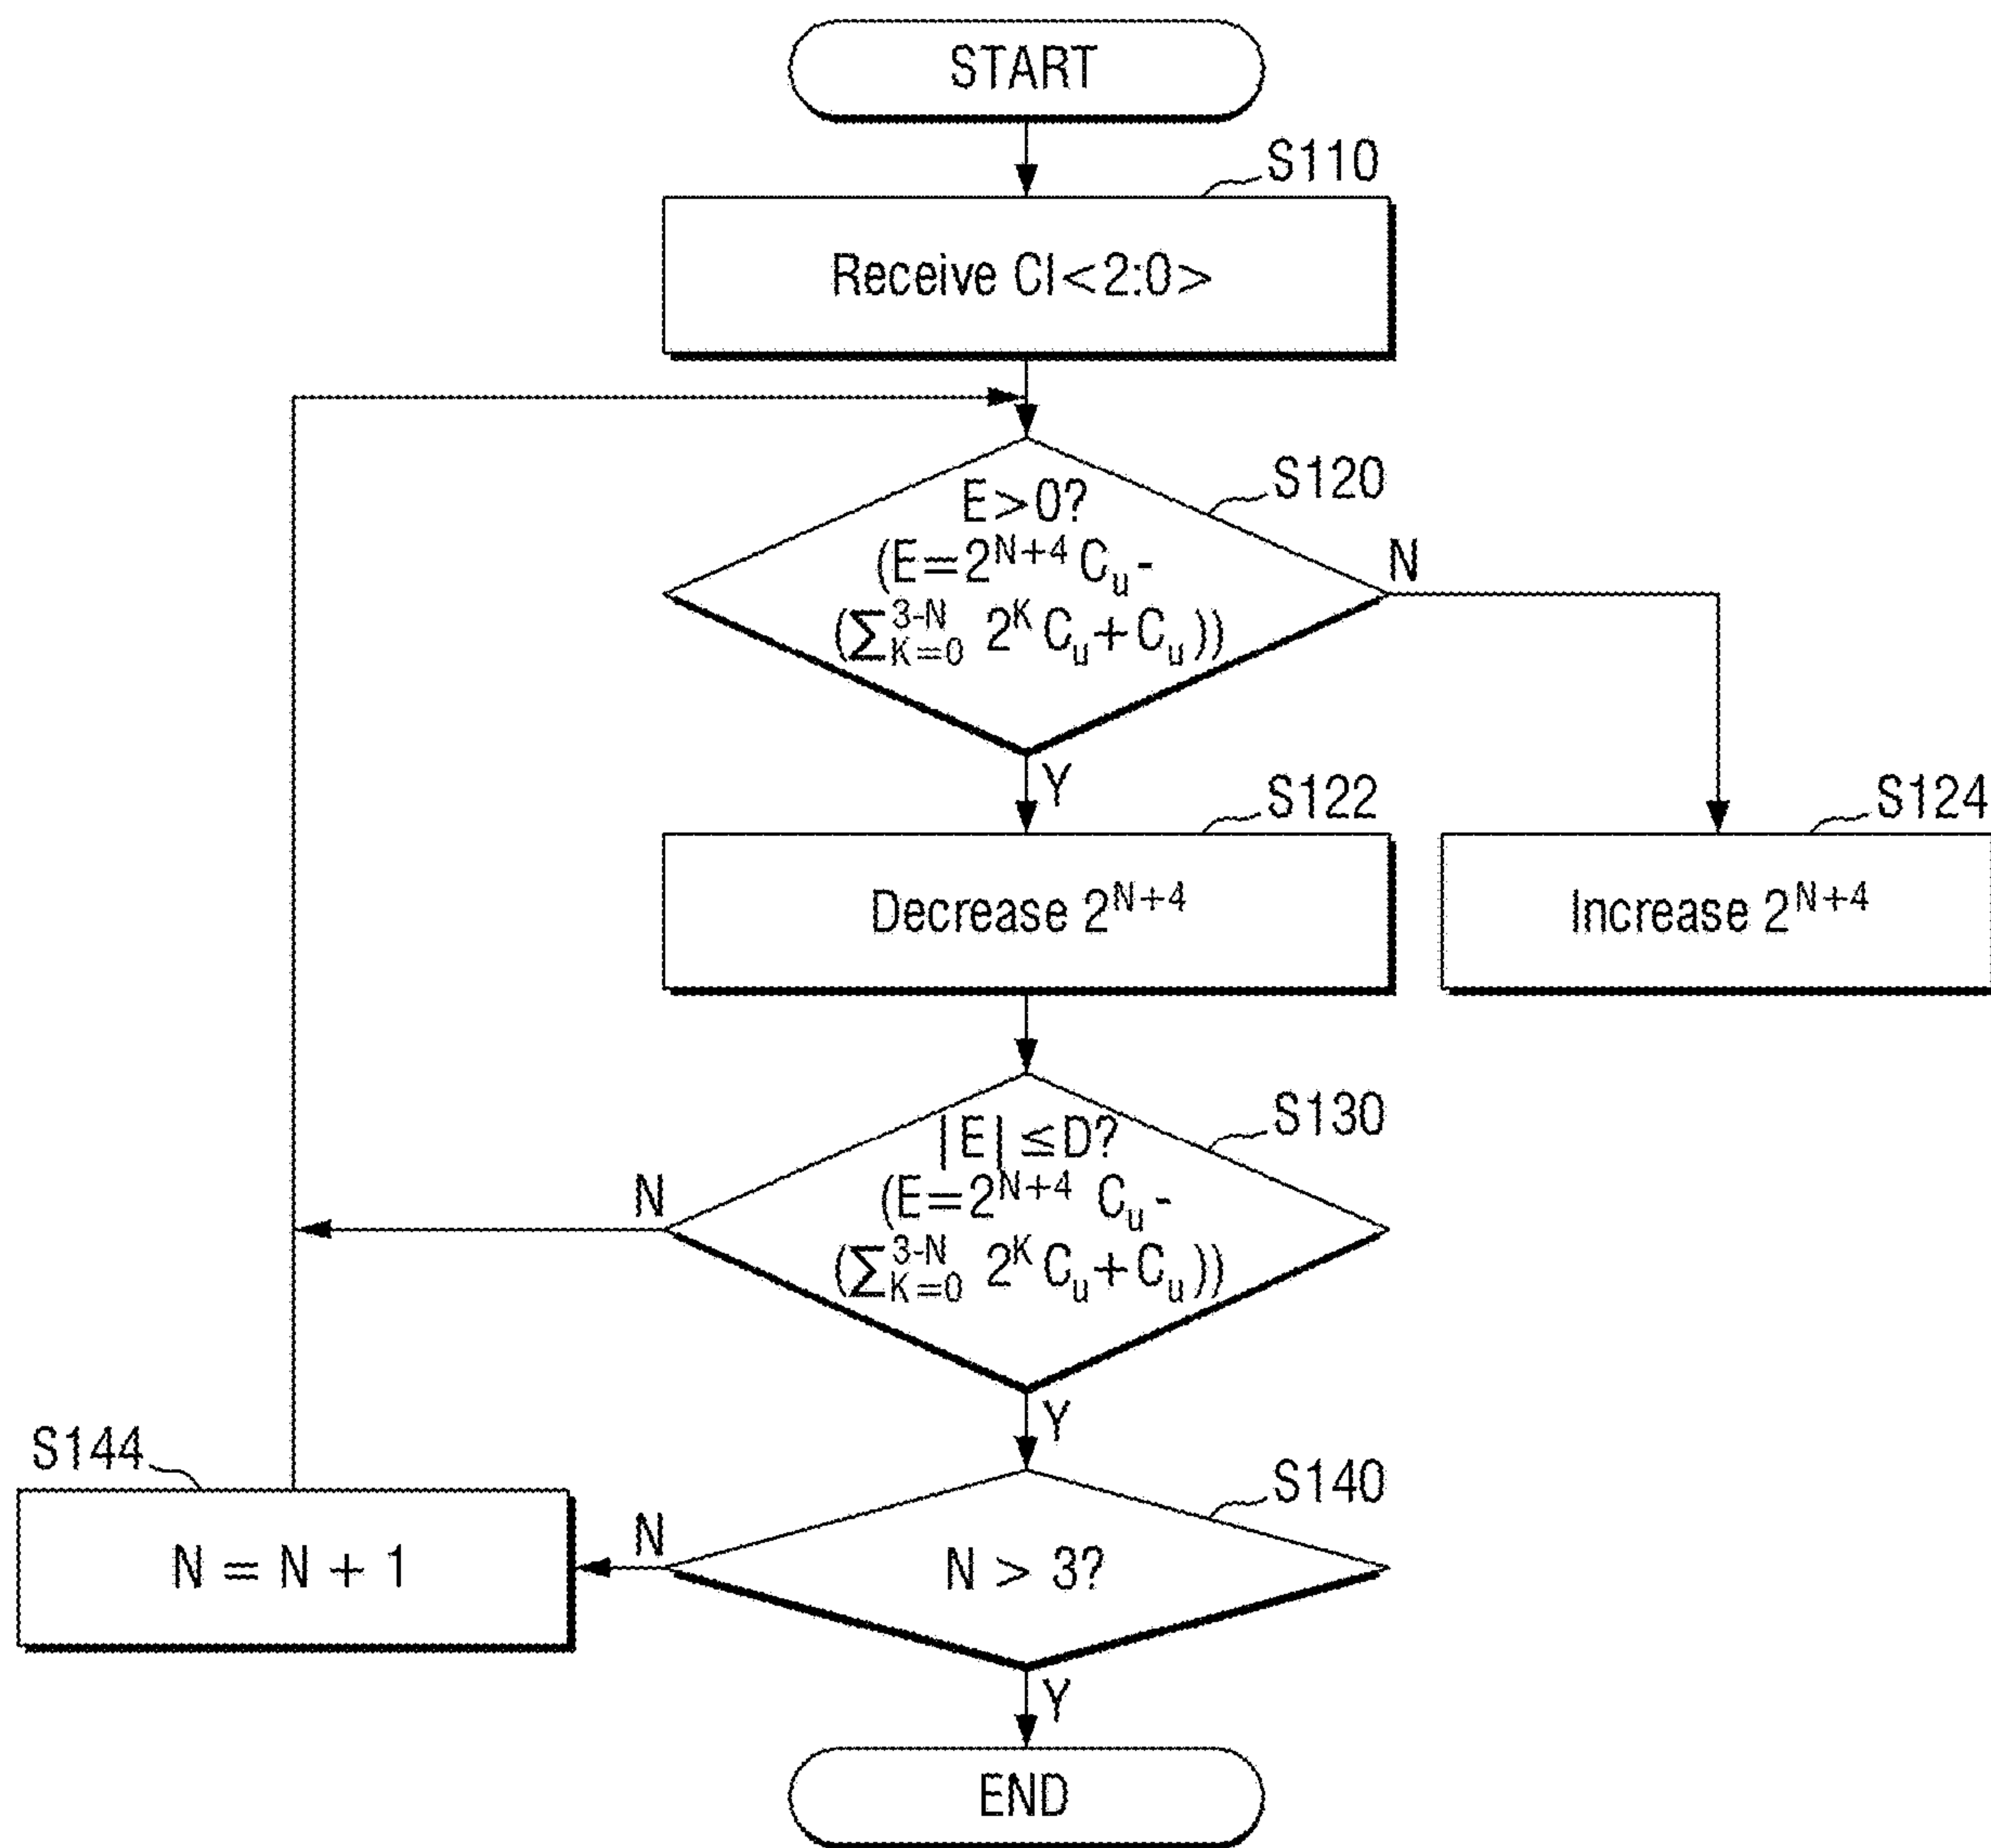 START
S110
Receive CI<2:0>
S120
E>0?
(E=2^{N+4} C_u -
(∑_{K=0}^{3-N} 2^K C_u + C_u))
N
Y
S122
S124
Decrease 2^{N+4}
Increase 2^{N+4}
S130
|E| ≤D?
(E=2^{N+4} C_u -
(∑_{K=0}^{3-N} 2^K C_u + C_u))
N
Y
S144
S140
N = N + 1
N
N > 3?
Y
END